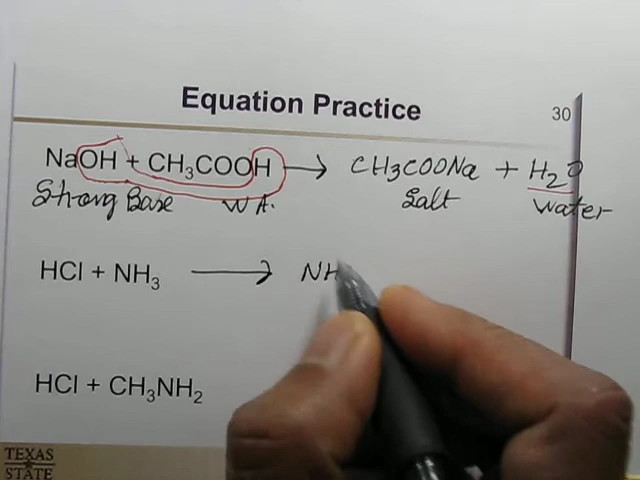 Equation Practice
30
NaOH + CH₃COOH → CH3COONa + H2O
Strong Base W A. Salt Water
HCl + NH₃ → NH
HCl + CH₃NH₂
TEXAS
STATE